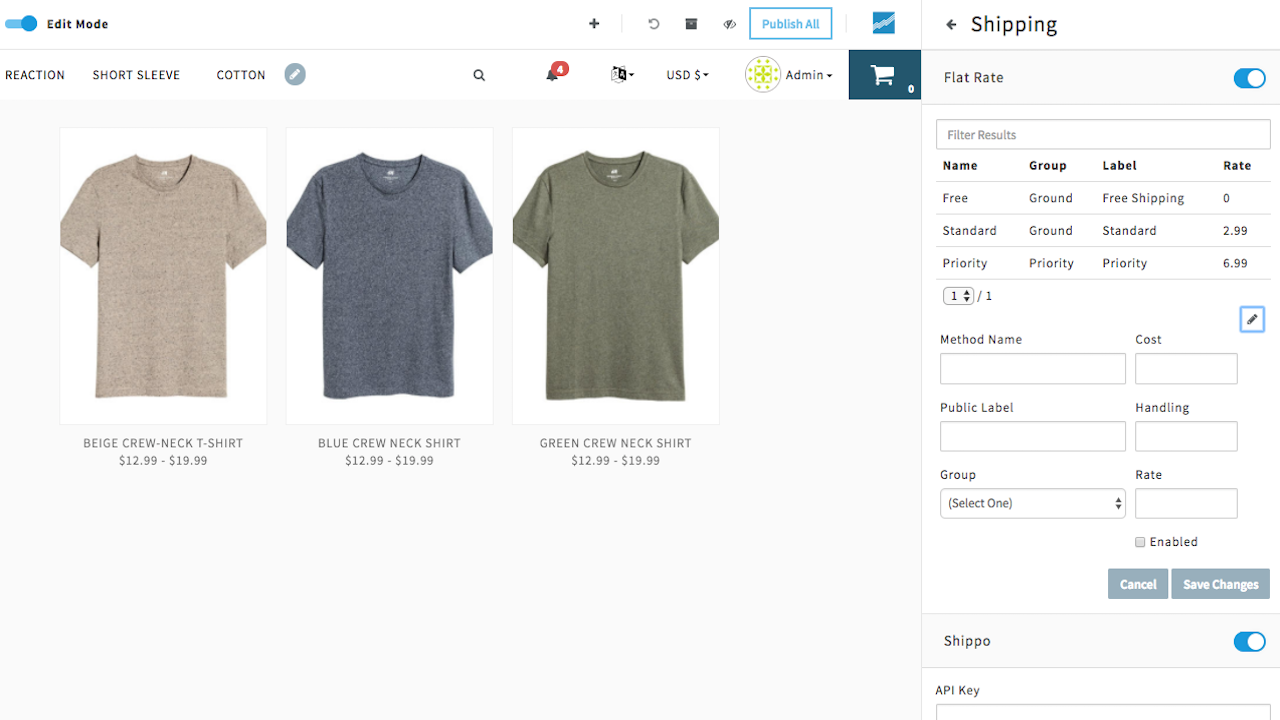 Edit Mode
Publish All
REACTION SHORT SLEEVE COTTON
4
USD $
Admin
0
BEIGE CREW-NECK T-SHIRT
$12.99 - $19.99
BLUE CREW NECK SHIRT
$12.99 - $19.99
GREEN CREW NECK SHIRT
$12.99 - $19.99
Shipping
Flat Rate
Filter Results
Name Group Label Rate
Free Ground Free Shipping 0
Standard Ground Standard 2.99
Priority Priority Priority 6.99
1 / 1
Method Name Cost
Public Label Handling
Group Rate
(Select One)
Enabled
Cancel Save Changes
Shippo
API Key